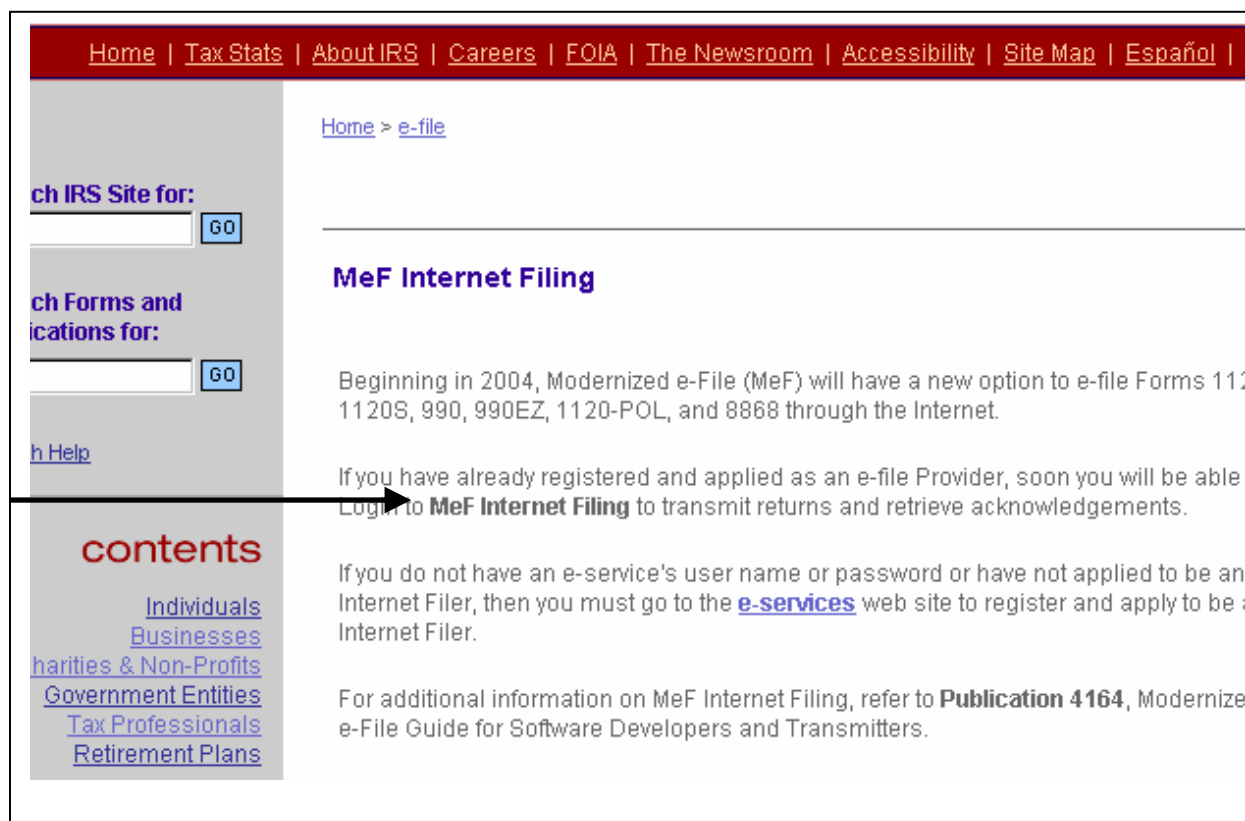 Home | Tax Stats | About IRS | Careers | FOIA | The Newsroom | Accessibility | Site Map | Español |
Home > e-file
ch IRS Site for:
GO
ch Forms and
ications for:
GO
h Help
contents
Individuals
Businesses
harities & Non-Profits
Government Entities
Tax Professionals
Retirement Plans
MeF Internet Filing
Beginning in 2004, Modernized e-File (MeF) will have a new option to e-file Forms 112
1120S, 990, 990EZ, 1120-POL, and 8868 through the Internet.
If you have already registered and applied as an e-file Provider, soon you will be able
Login to MeF Internet Filing to transmit returns and retrieve acknowledgements.
If you do not have an e-service's user name or password or have not applied to be an
Internet Filer, then you must go to the e-services web site to register and apply to be a
Internet Filer.
For additional information on MeF Internet Filing, refer to Publication 4164, Modernize
e-File Guide for Software Developers and Transmitters.